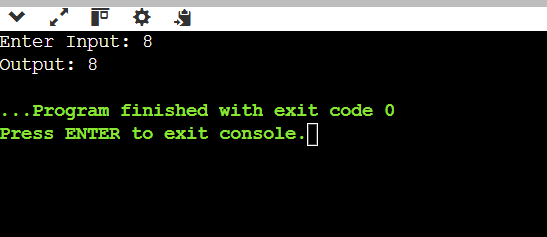 Enter Input: 8
Output: 8
...Program finished with exit code 0
Press ENTER to exit console.